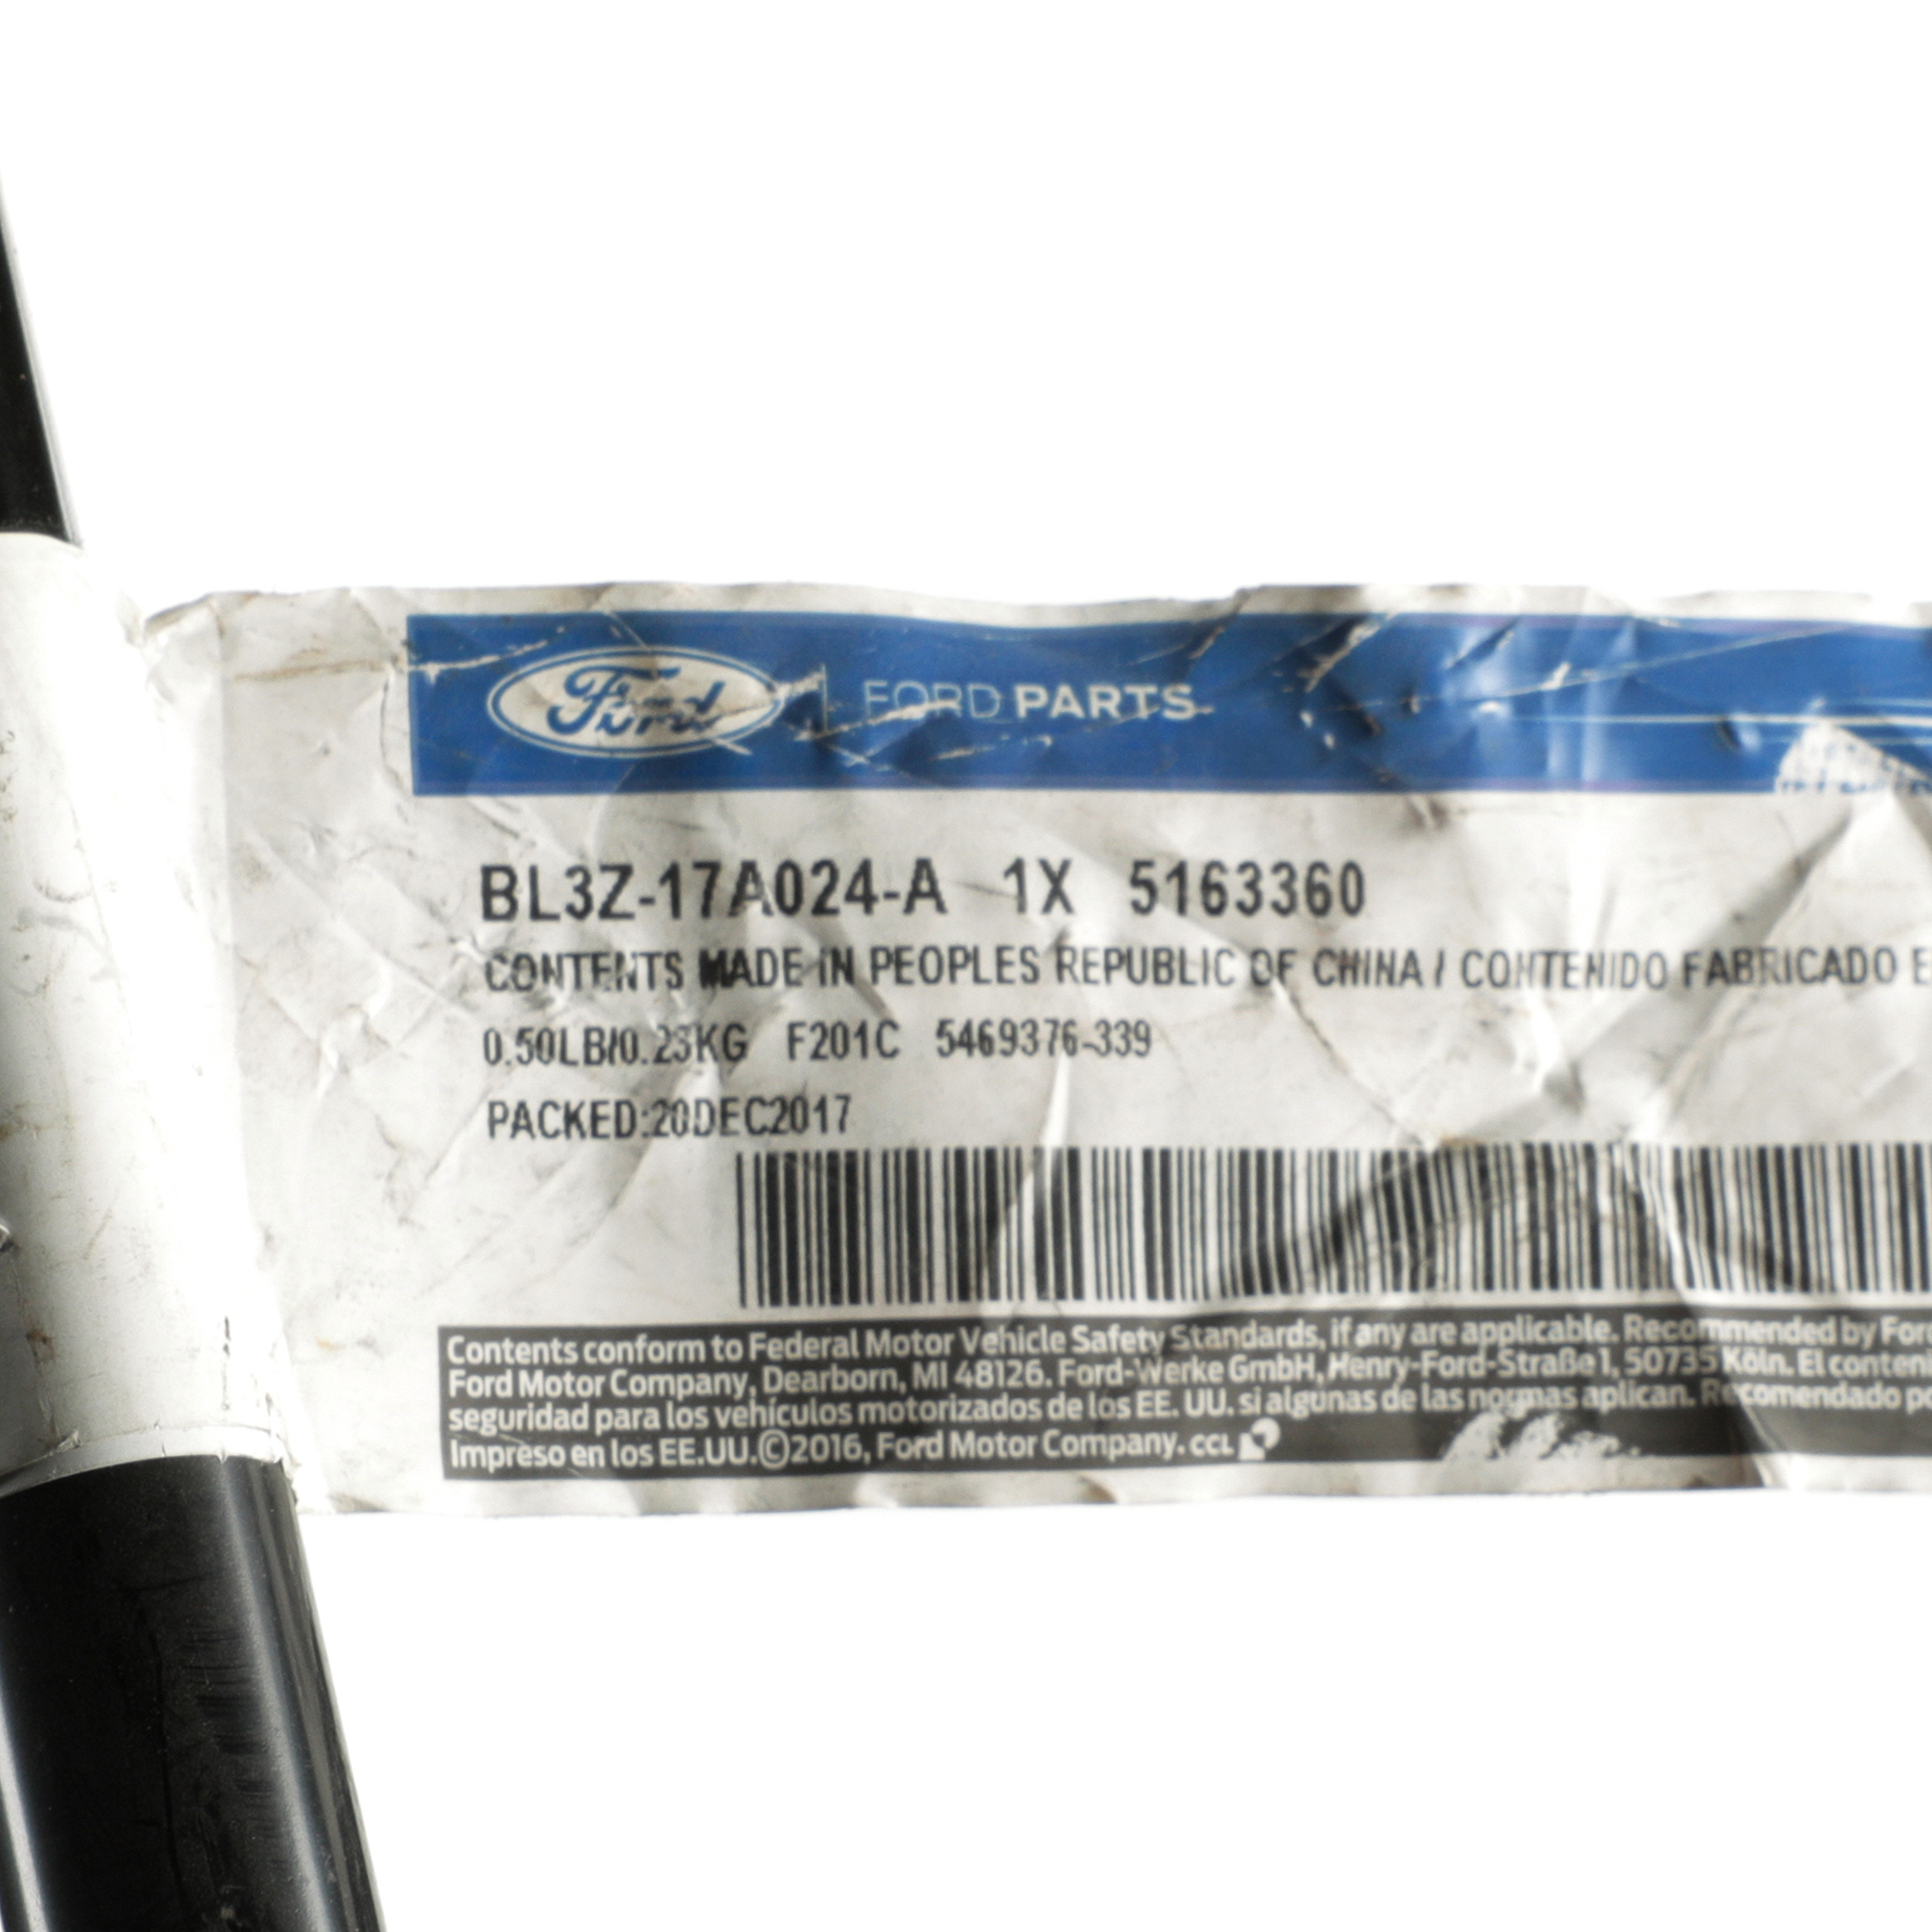 Ford FORD PARTS
BL3Z-17A024-A 1X 5163360
CONTENTS MADE IN PEOPLES REPUBLIC OF CHINA / CONTENIDO FABRICADO E
0.50LB/0.23KG F201C 5469376-339
PACKED:20DEC2017
Contents conform to Federal Motor Vehicle Safety Standards, if any are applicable. Recommended by For
Ford Motor Company, Dearborn, MI 48126. Ford-Werke GmbH, Henry-Ford-Straße 1, 50735 Köln. El conten
seguridad para los vehículos motorizados de los EE. UU. si algunas de las normas aplican. Recomendado p
Impreso en los EE.UU.©2016, Ford Motor Company. CCL